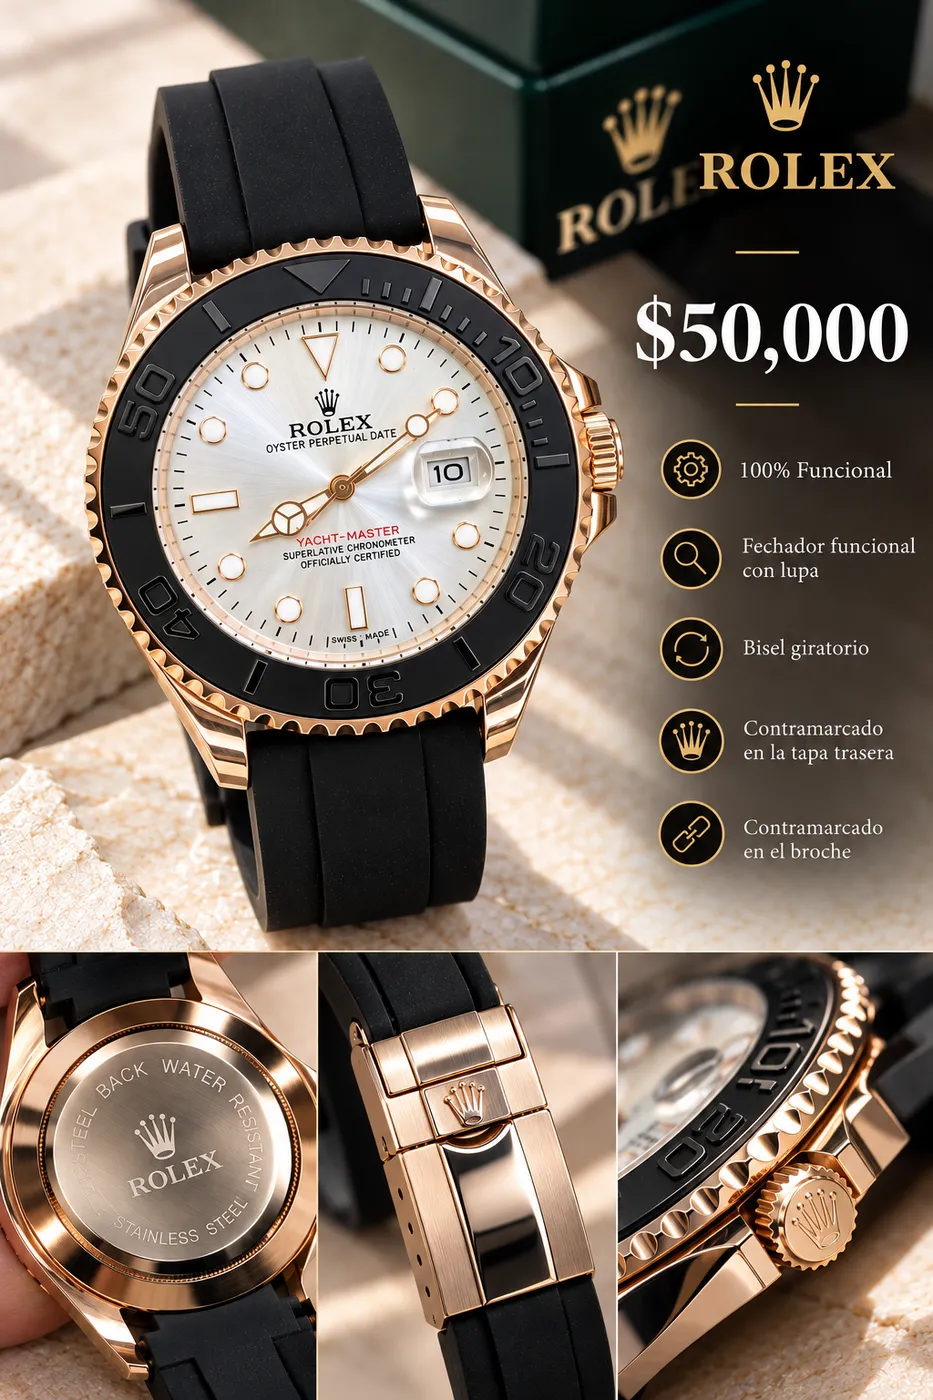 ROLEX
ROLEX
$50,000
100% Funcional
Fechador funcional
con lupa
Bisel giratorio
Contramarcado
en la tapa trasera
Contramarcado
en el broche
50
10
20
30
40
ROLEX
OYSTER PERPETUAL DATE
10
YACHT-MASTER
SUPERLATIVE CHRONOMETER
OFFICIALLY CERTIFIED
SWISS MADE
STEEL BACK WATER RESISTANT
STAINLESS STEEL
ROLEX
10
20